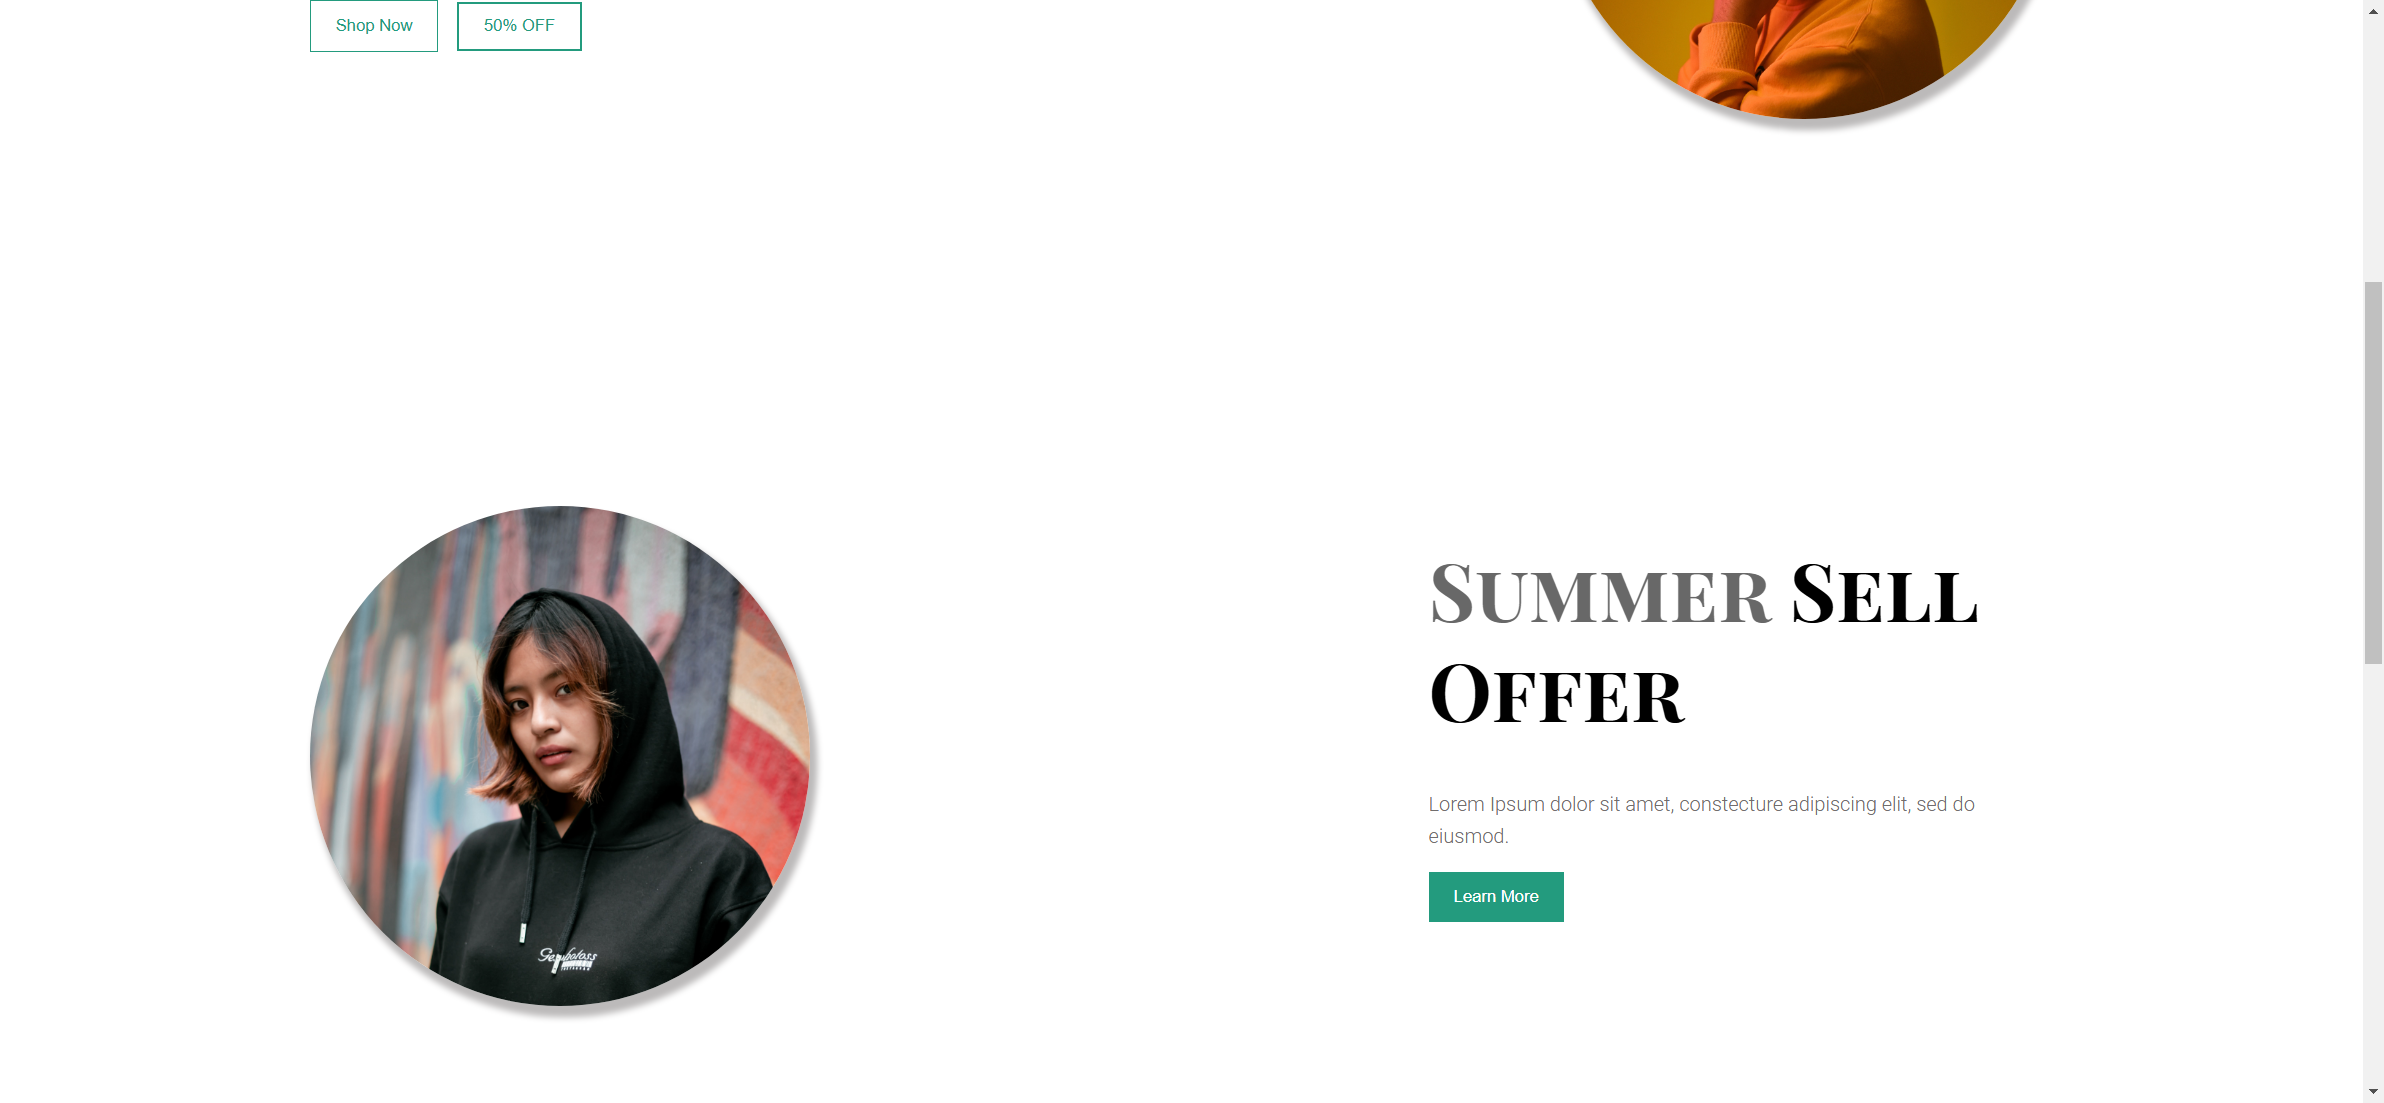 Shop Now
50% OFF
Summer Sell
Offer
Lorem Ipsum dolor sit amet, constecture adipiscing elit, sed do
eiusmod.
Learn More